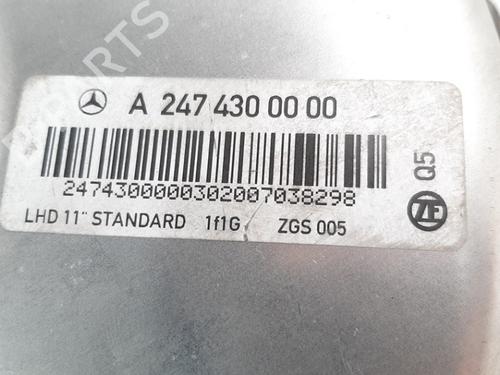 A 247 430 00 00
2474300000302007038298
LHD 11" STANDARD 1f1G ZGS 005
Q5
ZF